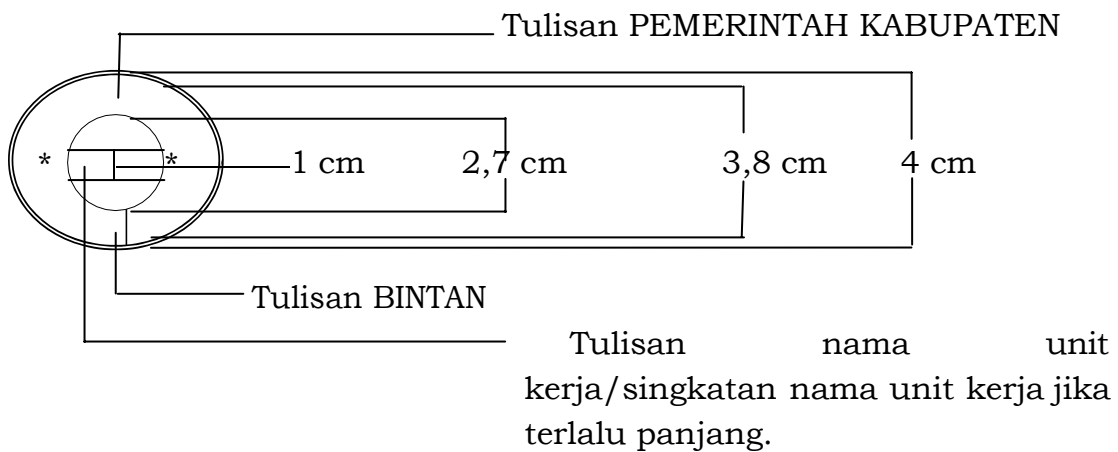 Tulisan PEMERINTAH KABUPATEN
* * 1 cm 2,7 cm 3,8 cm 4 cm
Tulisan BINTAN
Tulisan nama unit
kerja/singkatan nama unit kerja jika
terlalu panjang.